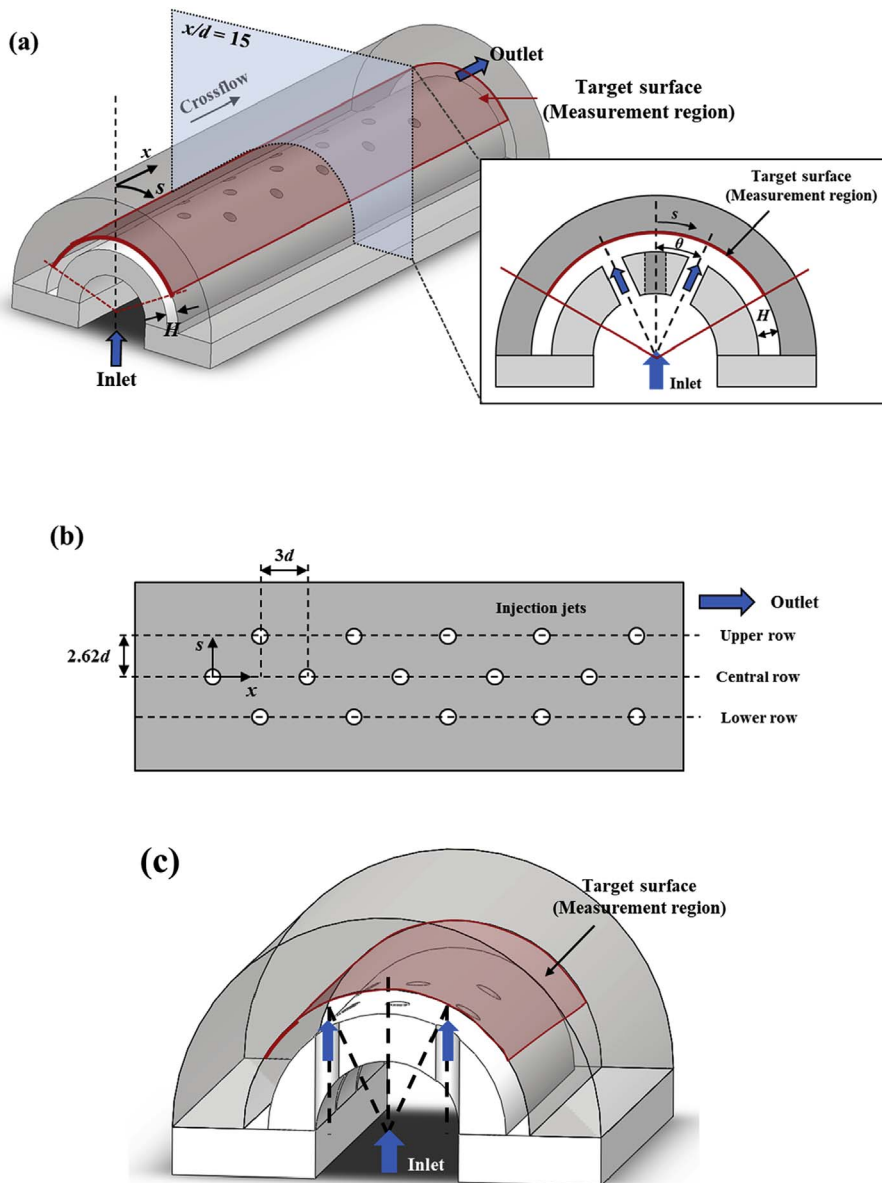 (a)
x/d = 15
Crossflow
Outlet
Target surface
(Measurement region)
x
s
H
Inlet
Target surface
(Measurement region)
s
θ
H
Inlet
(b)
3d
Injection jets
Outlet
2.62d
s
x
Upper row
Central row
Lower row
(c)
Target surface
(Measurement region)
Inlet